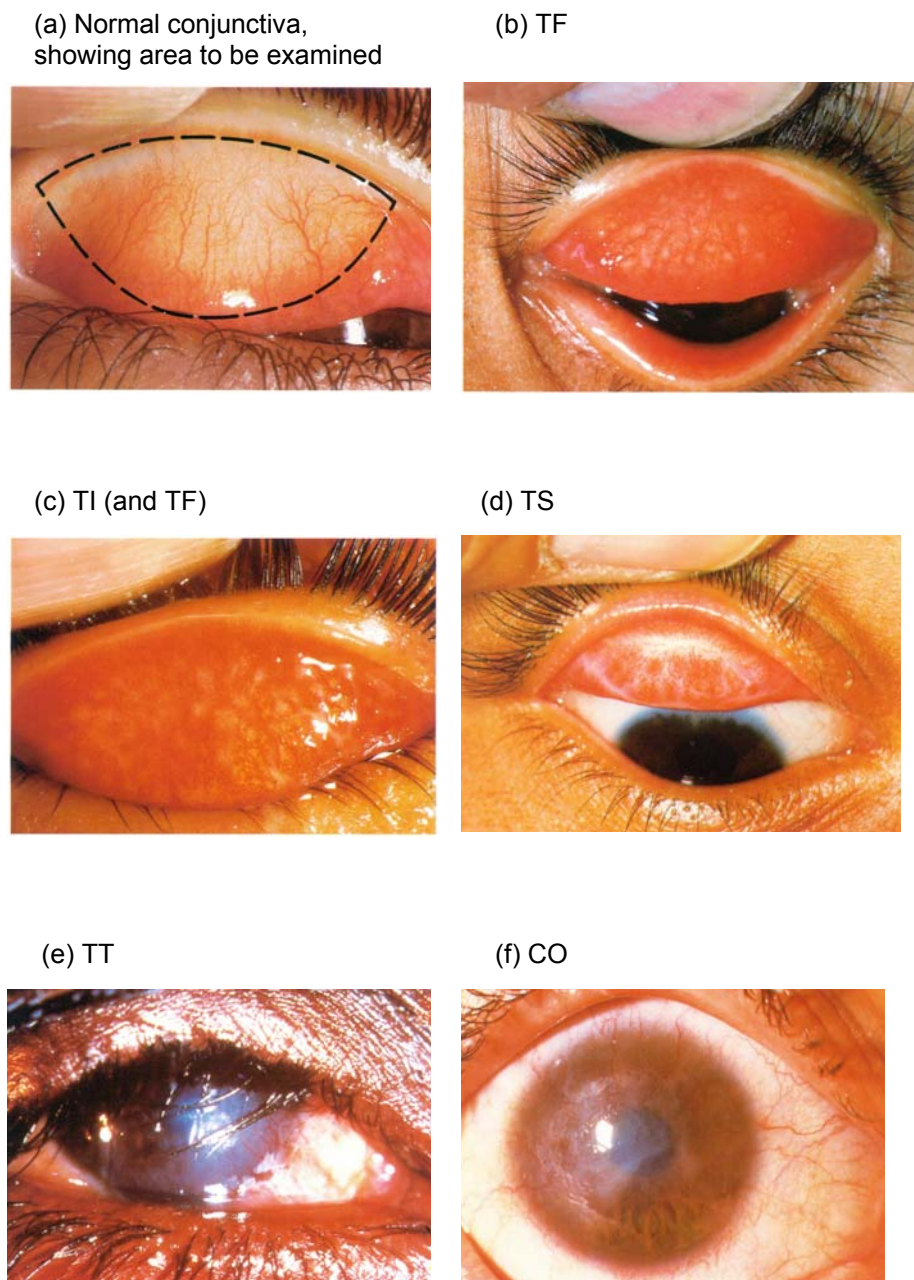 (a) Normal conjunctiva,
showing area to be examined
(b) TF
(c) TI (and TF)
(d) TS
(e) TT
(f) CO